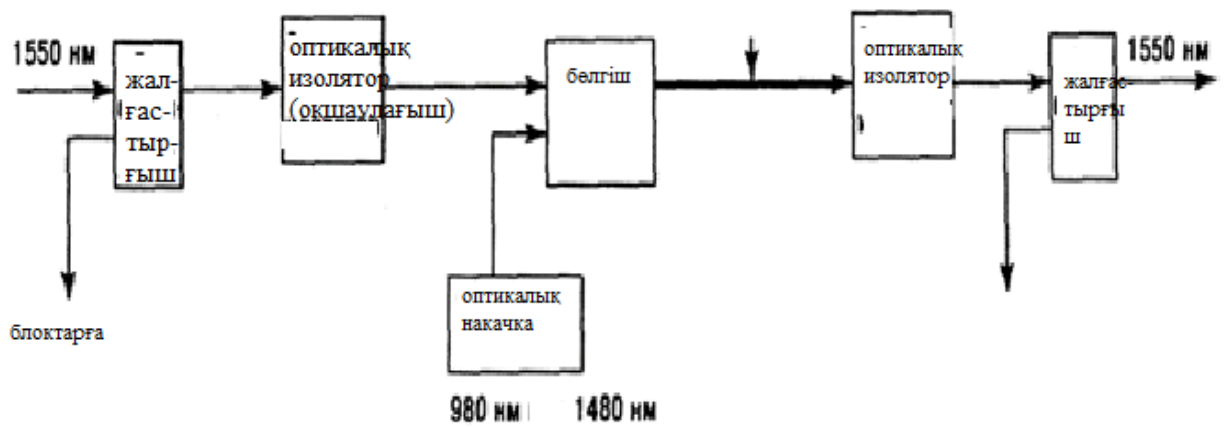 1550 нм
жал-
ғас-
тыр-
ғыш
оптикалық
изолятор
(оқшаулағыш)
бөлгіш
оптикалық
изолятор
1550 нм
жалғас-
тырғы
ш
блоктарға
оптикалық
накачка
980 нм 1480 нм